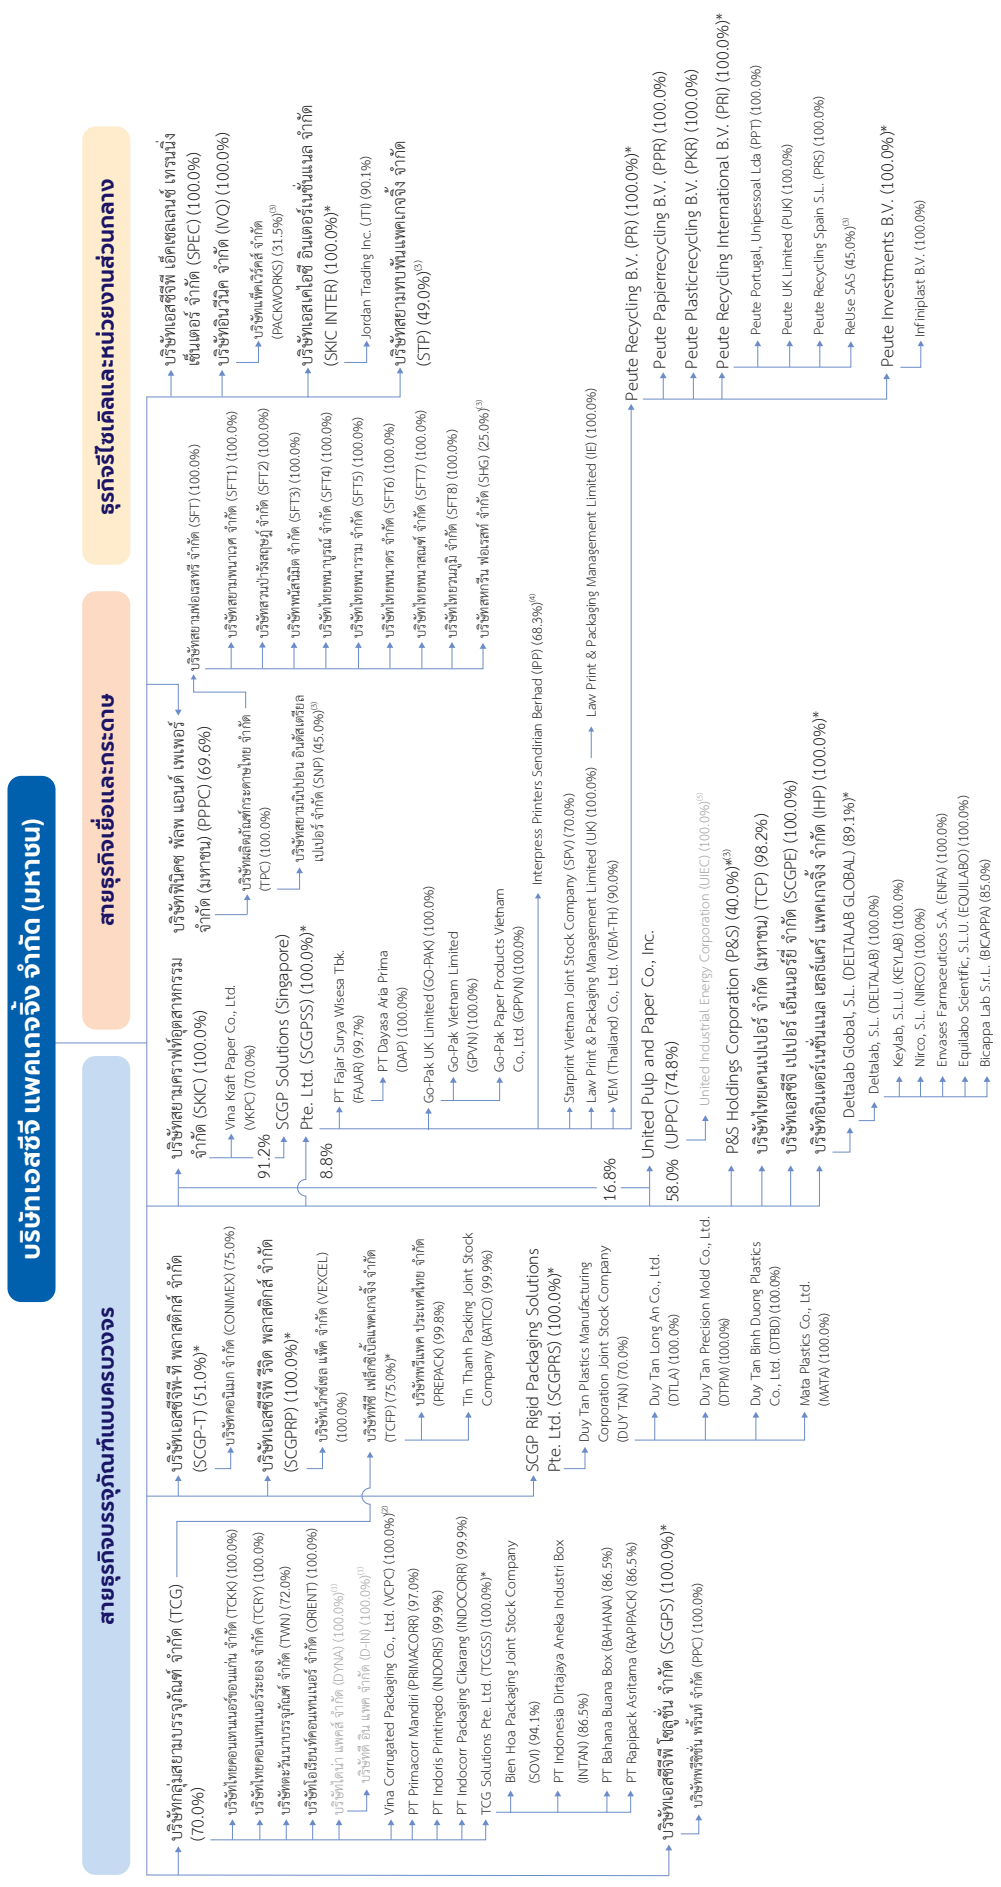 บริษัทเอสซีจี แพคเกจจิ้ง จำกัด (มหาชน)
สายธุรกิจบรรจุภัณฑ์แบบครบวงจร
บริษัทกลุ่มสยามบรรจุภัณฑ์ จำกัด (TCG)
(70.0%)
บริษัทไทยคอนเทนเนอร์ขอนแก่น จำกัด (TCKK) (100.0%)
บริษัทไทยคอนเทนเนอร์ระยอง จำกัด (TCRY) (100.0%)
บริษัทตะวันนาบรรจุภัณฑ์ จำกัด (TWN) (72.0%)
บริษัทโอเรียนท์คอนเทนเนอร์ จำกัด (ORIENT) (100.0%)
บริษัทไดน่า แพคส์ จำกัด (DYNA) (100.0%)(1)
บริษัทดี อิน แพค จำกัด (D-IN) (100.0%)(1)
Vina Corrugated Packaging Co., Ltd. (VCPC) (100.0%)(2)
PT Primacorr Mandiri (PRIMACORR) (97.0%)
PT Indoris Printingdo (INDORIS) (99.9%)
PT Indocorr Packaging Cikarang (INDOCORR) (99.9%)
TCG Solutions Pte. Ltd. (TCGSS) (100.0%)*
Bien Hoa Packaging Joint Stock Company
(SOVI) (94.1%)
PT Indonesia Dirtajaya Aneka Industri Box
(INTAN) (86.5%)
PT Bahana Buana Box (BAHANA) (86.5%)
PT Rapipack Asritama (RAPIPACK) (86.5%)
บริษัทเอสซีจีพี โซลูชั่น จำกัด (SCGPS) (100.0%)*
บริษัทพรีซิชั่น พริ้นท์ จำกัด (PPC) (100.0%)
บริษัทเอสซีจีพี-ที พลาสติกส์ จำกัด
(SCGP-T) (51.0%)*
บริษัทคอนิเมก จำกัด (CONIMEX) (75.0%)
บริษัทเอสซีจีพี ริจิด พลาสติกส์ จำกัด
(SCGPRP) (100.0%)*
บริษัทวีกซ์เซล แพ็ค จำกัด (VEXCEL)
(100.0%)
บริษัททีซี เฟล็กซิเบิ้ลแพคเกจจิ้ง จำกัด
(TCFP) (75.0%)*
บริษัทพรีแพค ประเทศไทย จำกัด
(PREPACK) (99.8%)
Tin Thanh Packing Joint Stock
Company (BATICO) (99.9%)
SCGP Rigid Packaging Solutions
Pte. Ltd. (SCGPRS) (100.0%)*
Duy Tan Plastics Manufacturing
Corporation Joint Stock Company
(DUY TAN) (70.0%)
Duy Tan Long An Co., Ltd.
(DTLA) (100.0%)
Duy Tan Precision Mold Co., Ltd.
(DTPM) (100.0%)
Duy Tan Binh Duong Plastics
Co., Ltd. (DTBD) (100.0%)
Mata Plastics Co., Ltd.
(MATA) (100.0%)
บริษัทสยามคราฟท์อุตสาหกรรม
จำกัด (SKIC) (100.0%)
Vina Kraft Paper Co., Ltd.
(VKPC) (70.0%)
91.2%
SCGP Solutions (Singapore)
Pte. Ltd. (SCGPSS) (100.0%)*
8.8%
PT Fajar Surya Wisesa Tbk.
(FAJAR) (99.7%)
PT Dayasa Aria Prima
(DAP) (100.0%)
Go-Pak UK Limited (GO-PAK) (100.0%)
Go-Pak Vietnam Limited
(GPVN) (100.0%)
Go-Pak Paper Products Vietnam
Co., Ltd. (GPPVN) (100.0%)
Interpress Printers Sendirian Berhad (IPP) (68.3%)(4)
Starprint Vietnam Joint Stock Company (SPV) (70.0%)
Law Print & Packaging Management Limited (UK) (100.0%)
Law Print & Packaging Management Limited (IE) (100.0%)
VEM (Thailand) Co., Ltd. (VEM-TH) (90.0%)
16.8%
United Pulp and Paper Co., Inc.
58.0% (UPPC) (74.8%)
United Industrial Energy Corporation (UIEC) (100.0%)(5)
P&S Holdings Corporation (P&S) (40.0%)*(3)
บริษัทไทยเคนเปเปอร์ จำกัด (มหาชน) (TCP) (98.2%)
บริษัทเอสซีจีพี เปเปอร์ เอ็นเนอร์ยี่ จำกัด (SCGPE) (100.0%)
บริษัทอินเตอร์เนชั่นแนล เฮลธ์แคร์ แพคเกจจิ้ง จำกัด (IHP) (100.0%)*
Deltalab Global, S.L. (DELTALAB GLOBAL) (89.1%)*
Deltalab, S.L. (DELTALAB) (100.0%)
Keylab, S.L.U. (KEYLAB) (100.0%)
Nirco, S.L. (NIRCO) (100.0%)
Envases Farmaceuticos S.A. (ENFA) (100.0%)
Equilabo Scientific, S.L.U. (EQUILABO) (100.0%)
Bicappa Lab S.r.L. (BICAPPA) (85.0%)
สายธุรกิจเยื่อและกระดาษ
บริษัทฟินิคซ พัลพ แอนด์ เพเพอร์
จำกัด (มหาชน) (PPPC) (69.6%)
บริษัทผลิตภัณฑ์กระดาษไทย จำกัด
(TPC) (100.0%)
บริษัทสยามนิปปอน อินดัสเตรียล
เปเปอร์ จำกัด (SNP) (45.0%)(3)
บริษัทสยามฟอเรสทรี จำกัด (SFT) (100.0%)
บริษัทสยามพนาเวศ จำกัด (SFT1) (100.0%)
บริษัทสวนป่ารังสฤษฎ์ จำกัด (SFT2) (100.0%)
บริษัทพนัสนิมิต จำกัด (SFT3) (100.0%)
บริษัทไทยพนาบูรณ์ จำกัด (SFT4) (100.0%)
บริษัทไทยพนาราม จำกัด (SFT5) (100.0%)
บริษัทไทยพนาดร จำกัด (SFT6) (100.0%)
บริษัทไทยพนาสณฑ์ จำกัด (SFT7) (100.0%)
บริษัทไทยวนภูมิ จำกัด (SFT8) (100.0%)
บริษัทสหกรีน ฟอเรสท์ จำกัด (SHG) (25.0%)(3)
ธุรกิจรีไซเคิลและหน่วยงานส่วนกลาง
บริษัทเอสซีจีพี เอ็คเซลเลนซ์ เทรนนิ่ง
เซ็นเตอร์ จำกัด (SPEC) (100.0%)
บริษัทอินวีนิค จำกัด (IVQ) (100.0%)
บริษัทแพ็คเวิร์คส์ จำกัด
(PACKWORKS) (31.5%)(3)
บริษัทเอสเคไอซี อินเตอร์เนชั่นแนล จำกัด
(SKIC INTER) (100.0%)*
Jordan Trading Inc. (JTI) (90.1%)
บริษัทสยามทบพันแพคเกจจิ้ง จำกัด
(STP) (49.0%)(3)
Peute Recycling B.V. (PR) (100.0%)*
Peute Papierrecycling B.V. (PPR) (100.0%)
Peute Plasticrecycling B.V. (PKR) (100.0%)
Peute Recycling International B.V. (PRI) (100.0%)*
Peute Portugal, Unipessoal Lda (PPT) (100.0%)
Peute UK Limited (PUK) (100.0%)
Peute Recycling Spain S.L. (PRS) (100.0%)
ReUse SAS (45.0%)(3)
Peute Investments B.V. (100.0%)*
Infiniplast B.V. (100.0%)